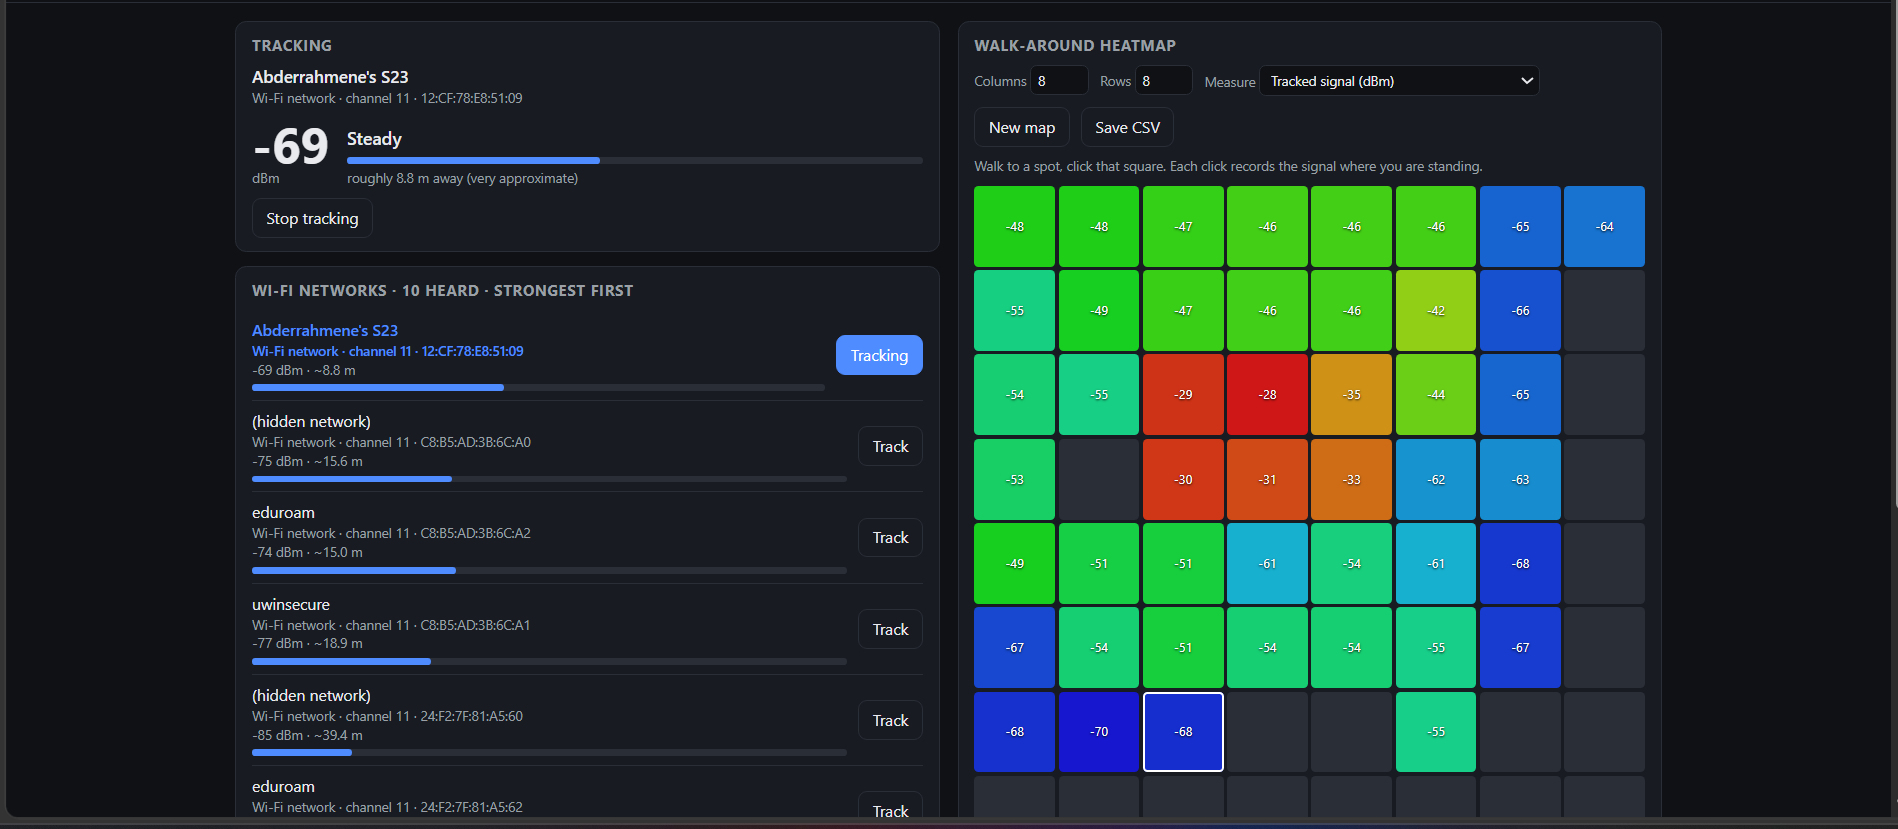 TRACKING
Abderrahmene's S23
Wi-Fi network · channel 11 · 12:CF:78:E8:51:09
-69
dBm
Steady
roughly 8.8 m away (very approximate)
Stop tracking
WI-FI NETWORKS · 10 HEARD · STRONGEST FIRST
Abderrahmene's S23
Wi-Fi network · channel 11 · 12:CF:78:E8:51:09
-69 dBm · ~8.8 m
Tracking
(hidden network)
Wi-Fi network · channel 11 · C8:B5:AD:3B:6C:A0
-75 dBm · ~15.6 m
Track
eduroam
Wi-Fi network · channel 11 · C8:B5:AD:3B:6C:A2
-74 dBm · ~15.0 m
Track
uwinsecure
Wi-Fi network · channel 11 · C8:B5:AD:3B:6C:A1
-77 dBm · ~18.9 m
Track
(hidden network)
Wi-Fi network · channel 11 · 24:F2:7F:81:A5:60
-85 dBm · ~39.4 m
Track
eduroam
Wi-Fi network · channel 11 · 24:F2:7F:81:A5:62
Track
WALK-AROUND HEATMAP
Columns 8 Rows 8 Measure Tracked signal (dBm)
New map Save CSV
Walk to a spot, click that square. Each click records the signal where you are standing.
-48 -48 -47 -46 -46 -46 -65 -64
-55 -49 -47 -46 -46 -42 -66
-54 -55 -29 -28 -35 -44 -65
-53 -30 -31 -33 -62 -63
-49 -51 -51 -61 -54 -61 -68
-67 -54 -51 -54 -54 -55 -67
-68 -70 -68 -55